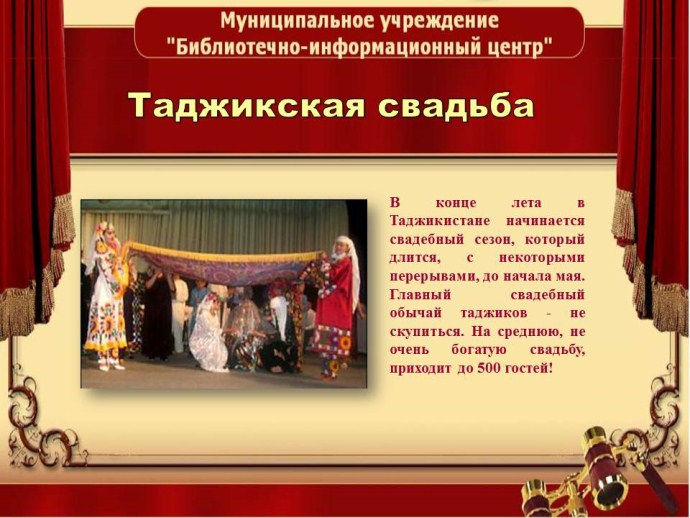 Муниципальное учреждение
"Библиотечно-информационный центр"
Таджикская свадьба
В конце лета в
Таджикистане начинается
свадебный сезон, который
длится, с некоторыми
перерывами, до начала мая.
Главный свадебный
обычай таджиков - не
скупиться. На среднюю, не
очень богатую свадьбу,
приходит до 500 гостей!